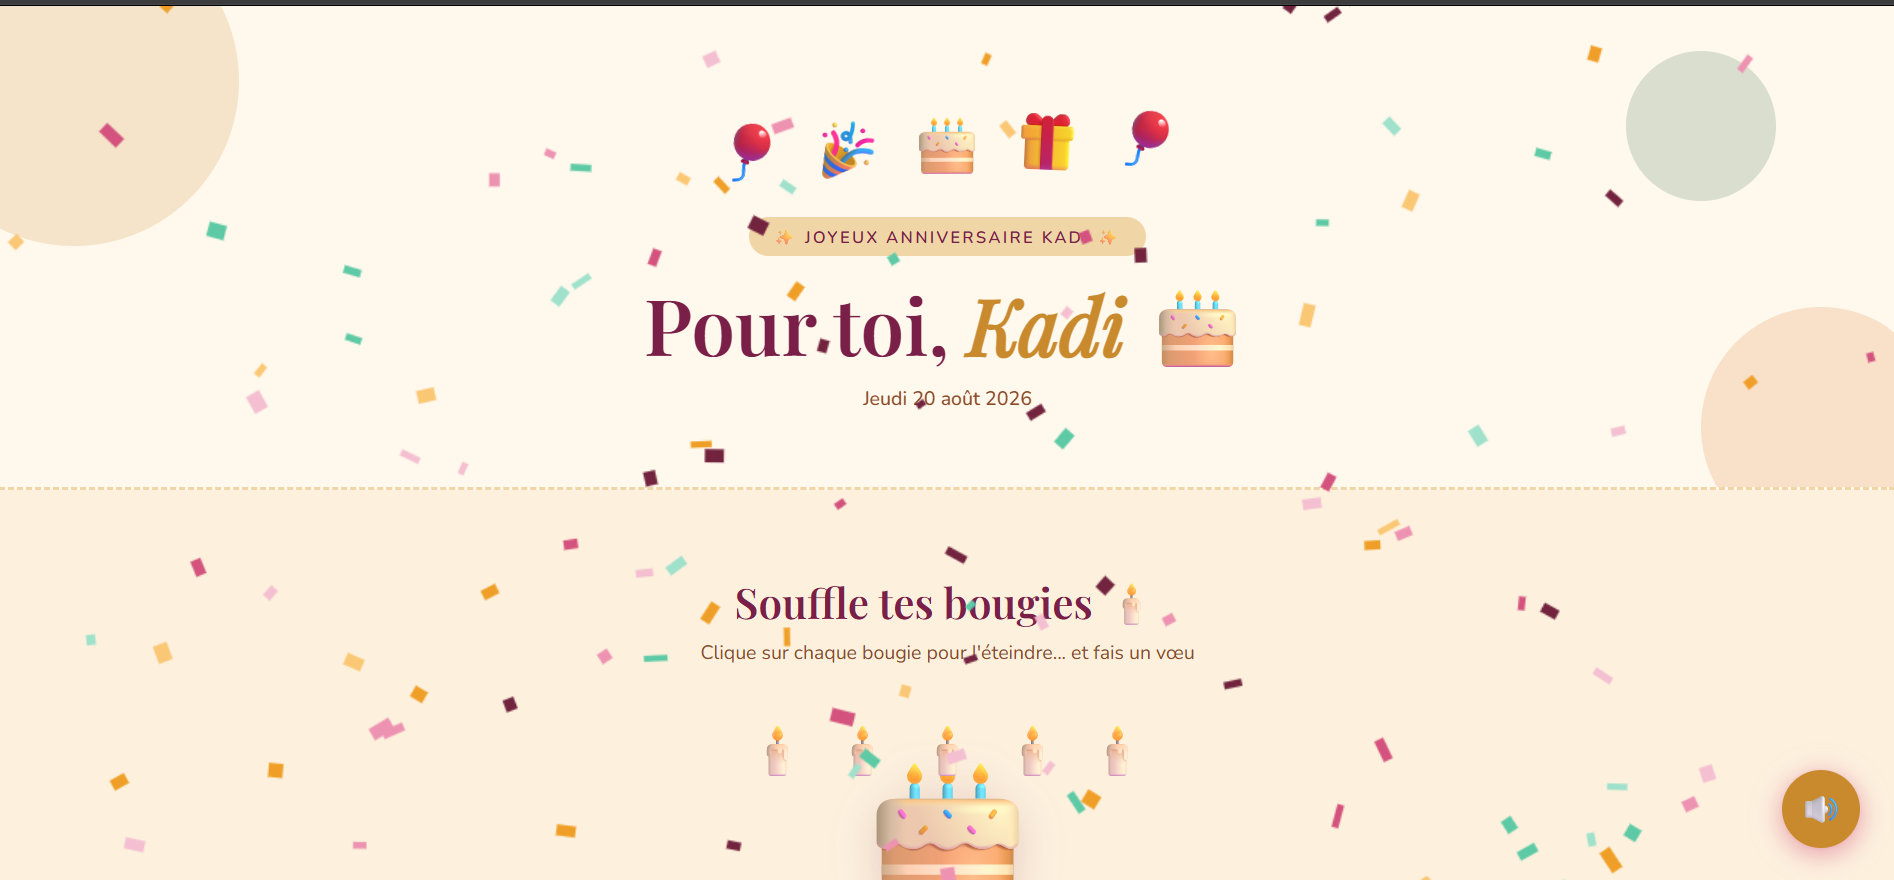 ✨ JOYEUX ANNIVERSAIRE KADI ✨
Pour toi, Kadi 🎂
Jeudi 20 août 2026
Souffle tes bougies 🕯️
Clique sur chaque bougie pour l'éteindre... et fais un vœu